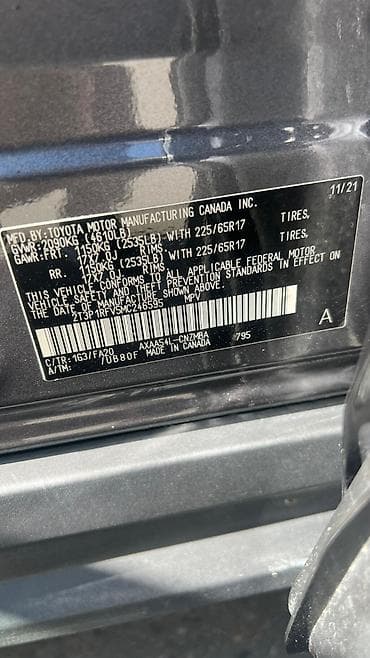 11/21
MFD BY:TOYOTA MOTOR MANUFACTURING CANADA INC.
GVWR:2090KG (4610LB)
GAWR:FRT. 1150KG (2535LB) WITH 225/65R17 TIRES,
17X7.0J RIMS
RR. 1150KG (2535LB) WITH 225/65R17 TIRES,
17X7.0J RIMS
THIS VEHICLE CONFORMS TO ALL APPLICABLE FEDERAL MOTOR
VEHICLE SAFETY AND THEFT PREVENTION STANDARDS IN EFFECT ON
THE DATE OF MANUFACTURE SHOWN ABOVE.
2T3P1RFV5MC246595 MPV
A
C/TR:1G3/FA20 AXAA54L-CNZMBA 795
A/TM: /UB80F MADE IN CANADA